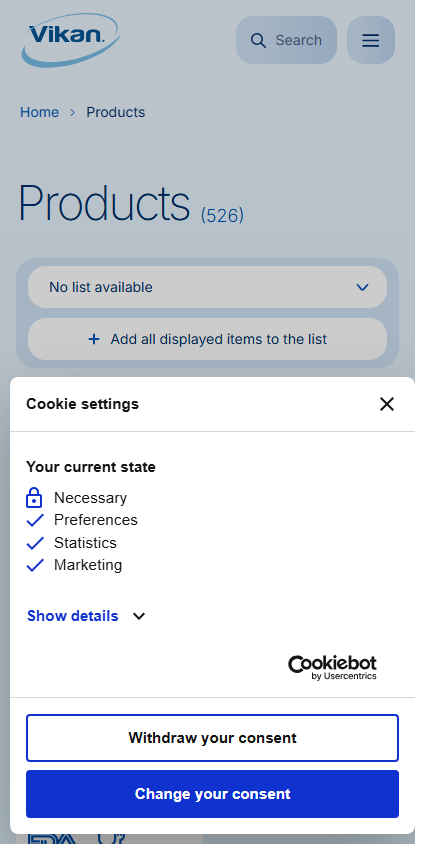 Vikan
Search
Home > Products
Products (526)
No list available
+ Add all displayed items to the list
Cookie settings
Your current state
Necessary
Preferences
Statistics
Marketing
Show details
Cookiebot
by Usercentrics
Withdraw your consent
Change your consent